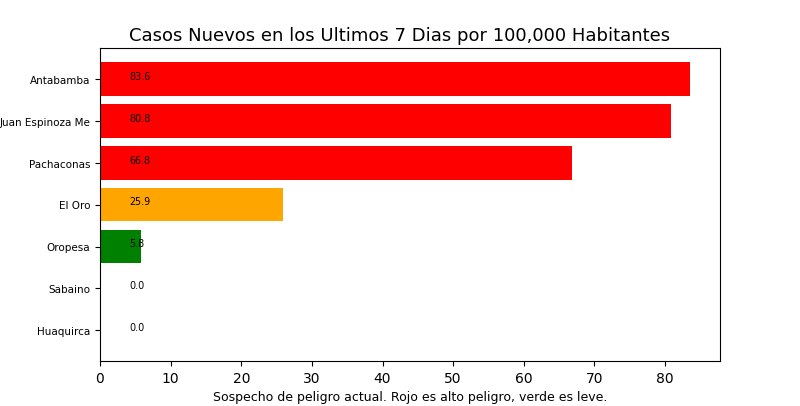 Casos Nuevos en los Ultimos 7 Dias por 100,000 Habitantes
Antabamba 83.6
Juan Espinoza Me 80.8
Pachaconas 66.8
El Oro 25.9
Oropesa 5.8
Sabaino 0.0
Huaquirca 0.0
0 10 20 30 40 50 60 70 80
Sospecho de peligro actual. Rojo es alto peligro, verde es leve.